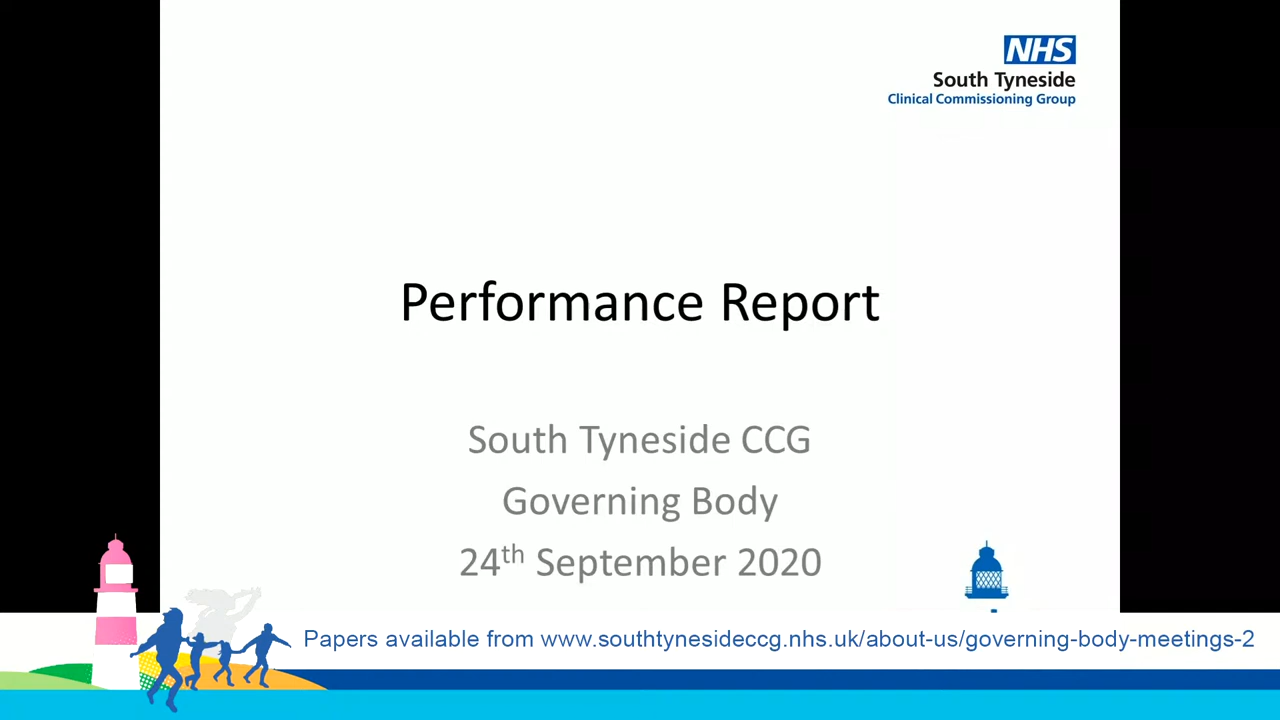 NHS
South Tyneside
Clinical Commissioning Group
Performance Report
South Tyneside CCG
Governing Body
24th September 2020
Papers available from www.southtynesideccg.nhs.uk/about-us/governing-body-meetings-2